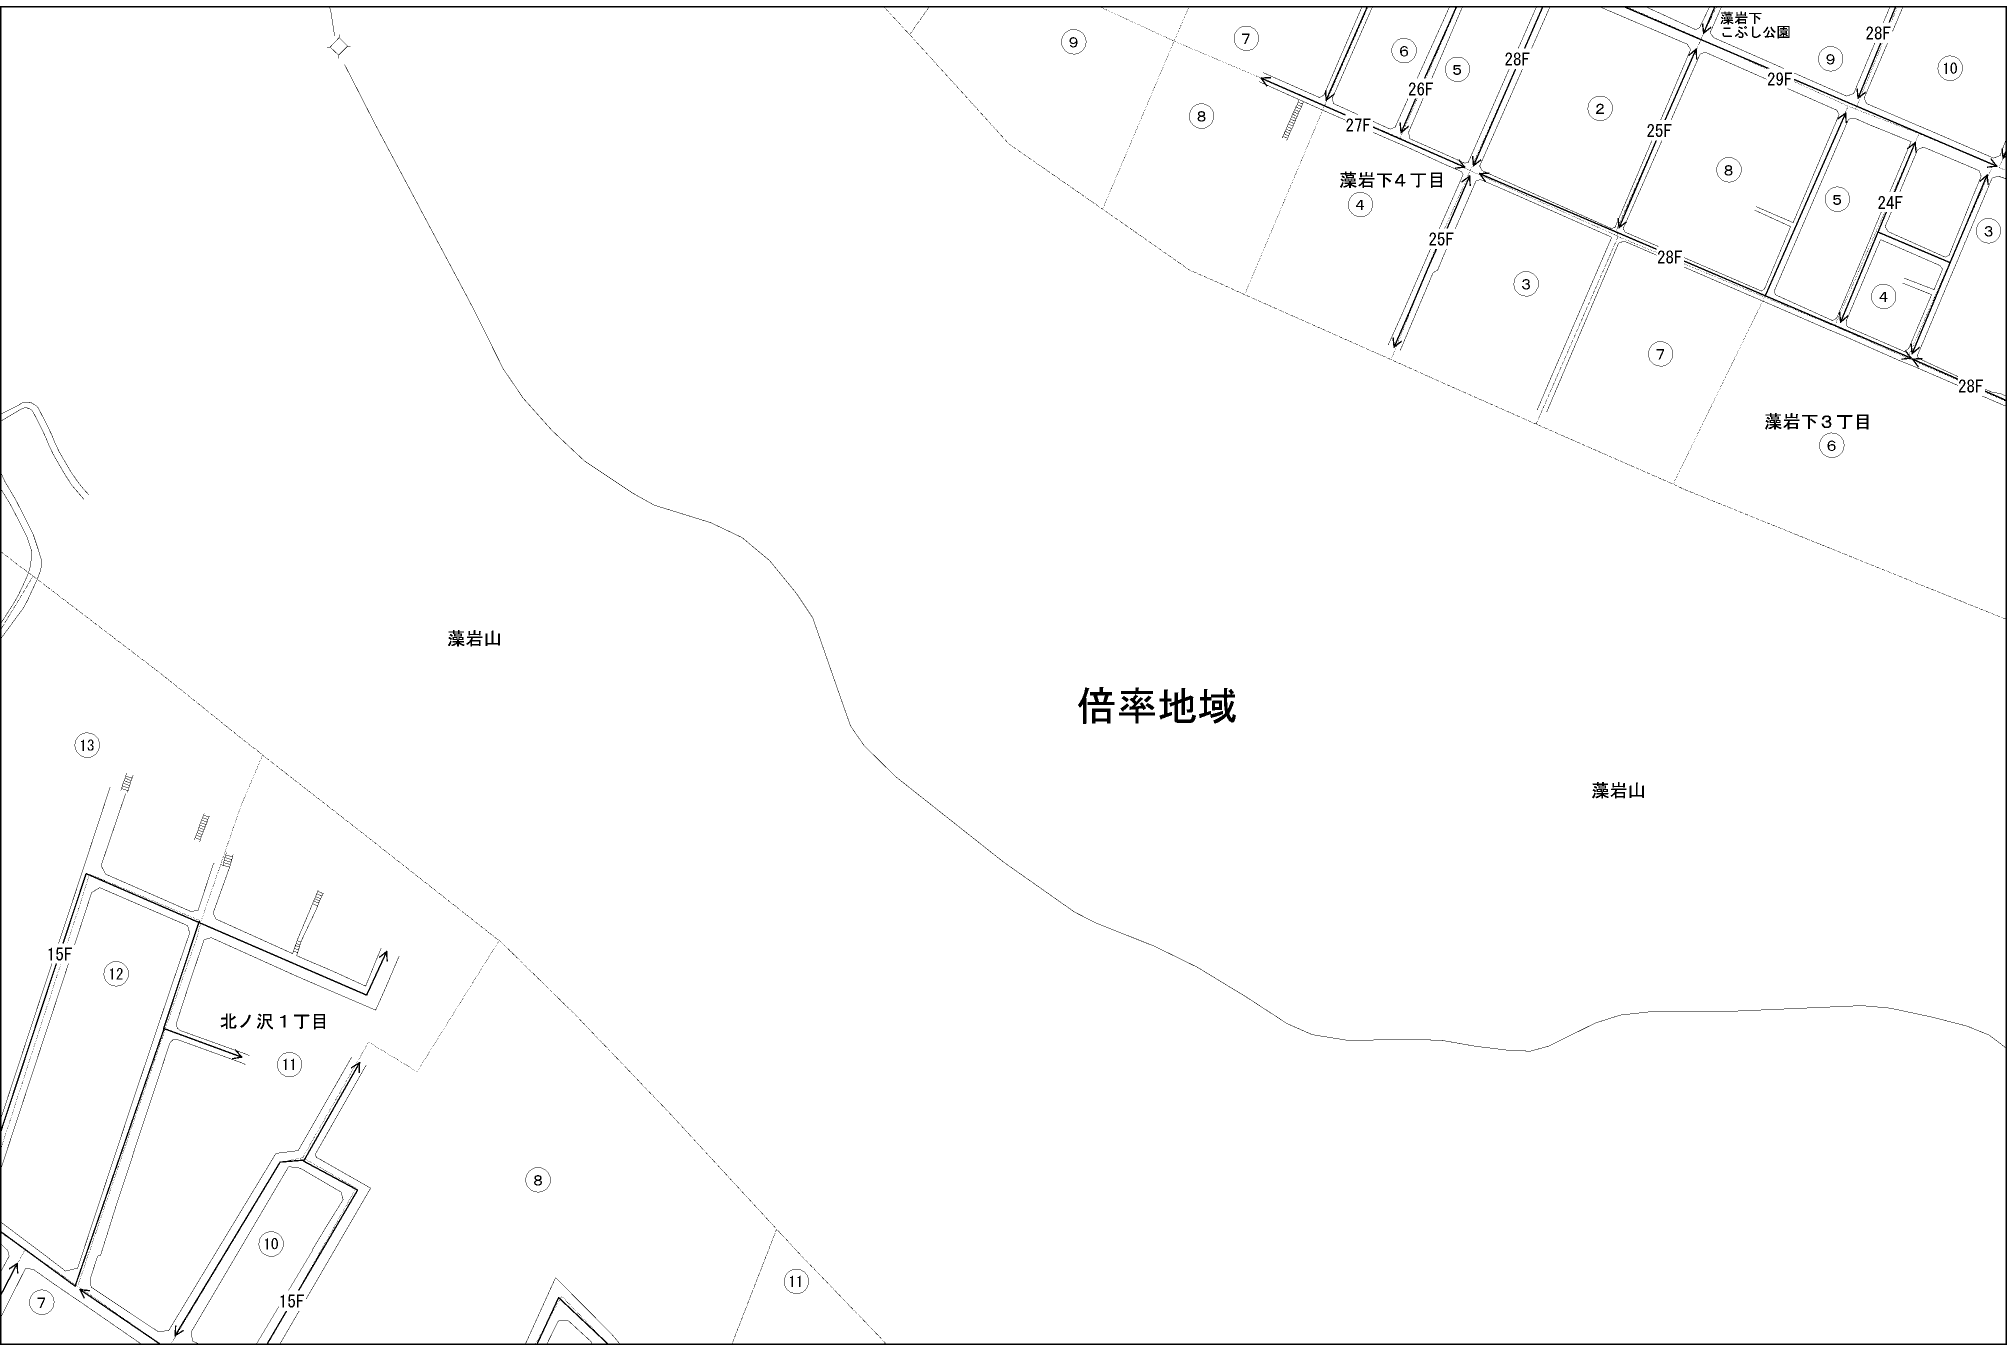 藻岩下
こぶし公園
28F
⑨
⑦
⑥
⑤
28F
⑨
⑩
29F
26F
②
⑧
27F
25F
⑧
藻岩下4丁目
④
⑤
24F
③
25F
28F
③
④
⑦
28F
藻岩下3丁目
⑥
藻岩山
倍率地域
⑬
藻岩山
15F
⑫
北ノ沢1丁目
⑪
⑧
⑩
⑪
⑦
15F